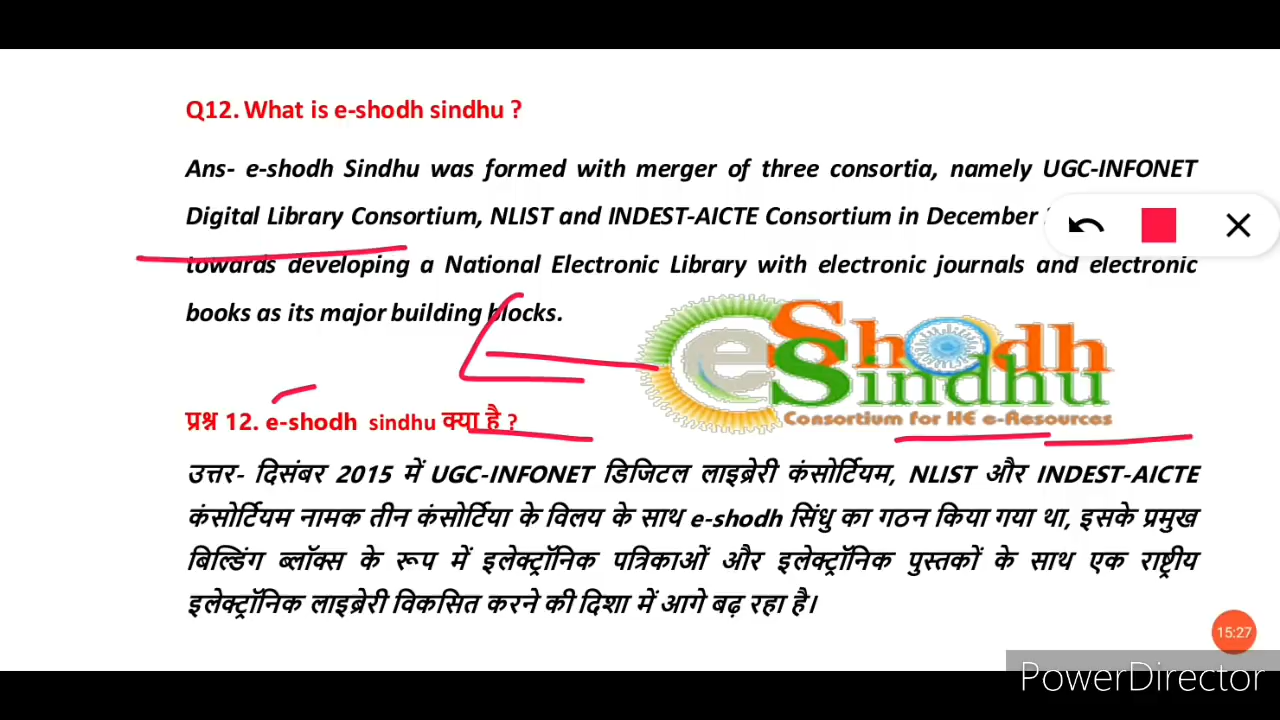 Q12. What is e-shodh sindhu ?
Ans- e-shodh Sindhu was formed with merger of three consortia, namely UGC-INFONET
Digital Library Consortium, NLIST and INDEST-AICTE Consortium in December
towards developing a National Electronic Library with electronic journals and electronic
books as its major building blocks.
eShodh
Sindhu
Consortium for HE e-Resources
प्रश्न 12. e-shodh sindhu क्या है ?
उत्तर- दिसंबर 2015 में UGC-INFONET डिजिटल लाइब्रेरी कंसोर्टियम, NLIST और INDEST-AICTE
कंसोर्टियम नामक तीन कंसोर्टिया के विलय के साथ e-shodh सिंधु का गठन किया गया था, इसके प्रमुख
बिल्डिंग ब्लॉक्स के रूप में इलेक्ट्रॉनिक पत्रिकाओं और इलेक्ट्रॉनिक पुस्तकों के साथ एक राष्ट्रीय
इलेक्ट्रॉनिक लाइब्रेरी विकसित करने की दिशा में आगे बढ़ रहा है।
15:27
PowerDirector